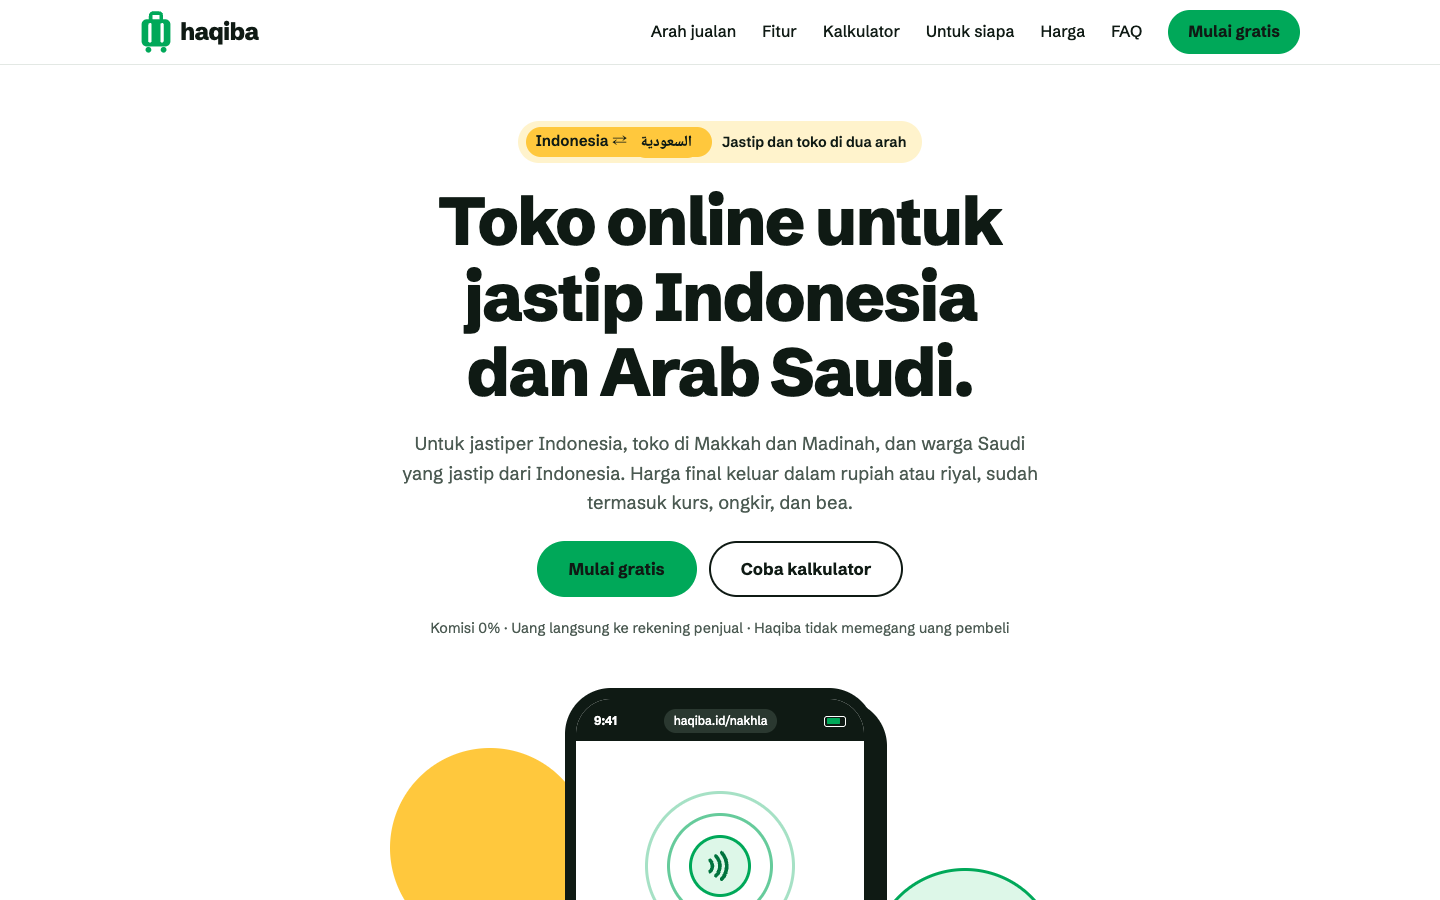 haqiba
Arah jualan
Fitur
Kalkulator
Untuk siapa
Harga
FAQ
Mulai gratis
Indonesia ⇄ السعودية
Jastip dan toko di dua arah
Toko online untuk
jastip Indonesia
dan Arab Saudi.
Untuk jastiper Indonesia, toko di Makkah dan Madinah, dan warga Saudi
yang jastip dari Indonesia. Harga final keluar dalam rupiah atau riyal, sudah
termasuk kurs, ongkir, dan bea.
Mulai gratis
Coba kalkulator
Komisi 0% · Uang langsung ke rekening penjual · Haqiba tidak memegang uang pembeli
9:41
haqiba.id/nakhla